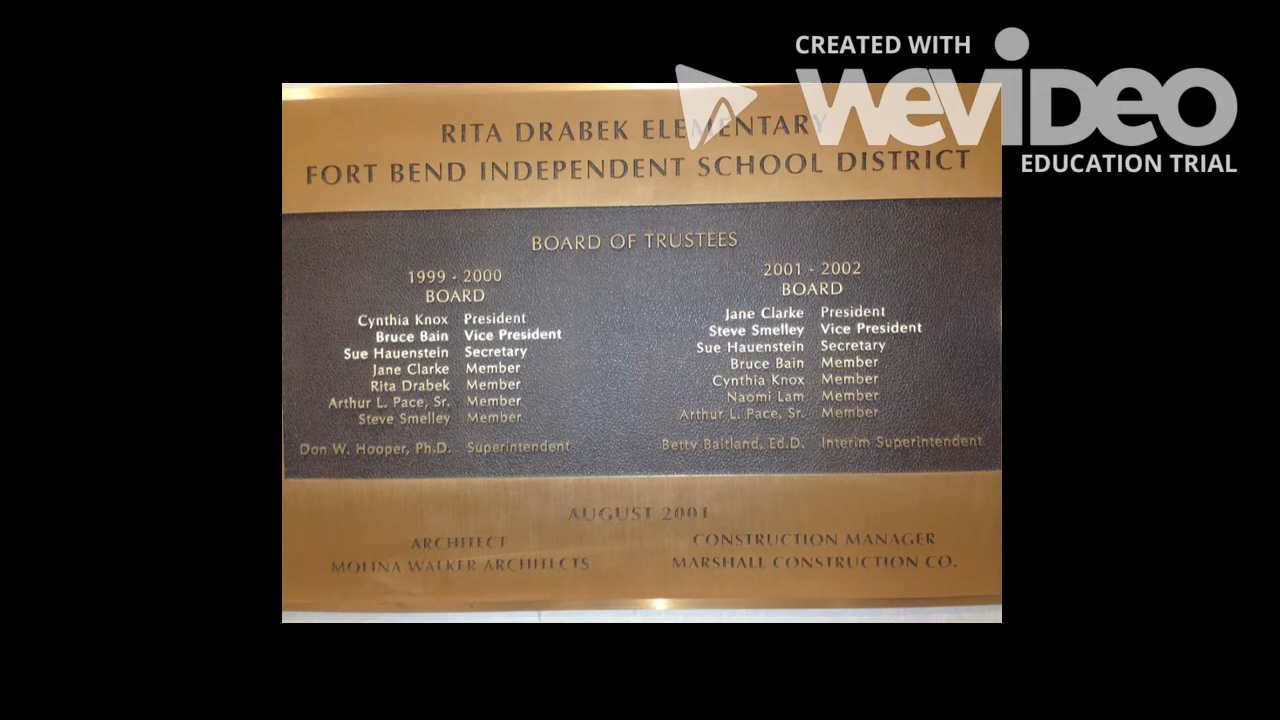 CREATED WITH
WEVIDEO
EDUCATION TRIAL
RITA DRABEK ELEMENTARY
FORT BEND INDEPENDENT SCHOOL DISTRICT
BOARD OF TRUSTEES
1999 - 2000
BOARD
Cynthia Knox President
Bruce Bain Vice President
Sue Hauenstein Secretary
Jane Clarke Member
Rita Drabek Member
Arthur L. Pace, Sr. Member
Steve Smelley Member
Don W. Hooper, Ph.D. Superintendent
2001 - 2002
BOARD
Jane Clarke President
Steve Smelley Vice President
Sue Hauenstein Secretary
Bruce Bain Member
Cynthia Knox Member
Naomi Lam Member
Arthur L. Pace, Sr. Member
Betty Baitland, Ed.D. Interim Superintendent
AUGUST 2001
ARCHITECT
MOLINA WALKER ARCHITECTS
CONSTRUCTION MANAGER
MARSHALL CONSTRUCTION CO.